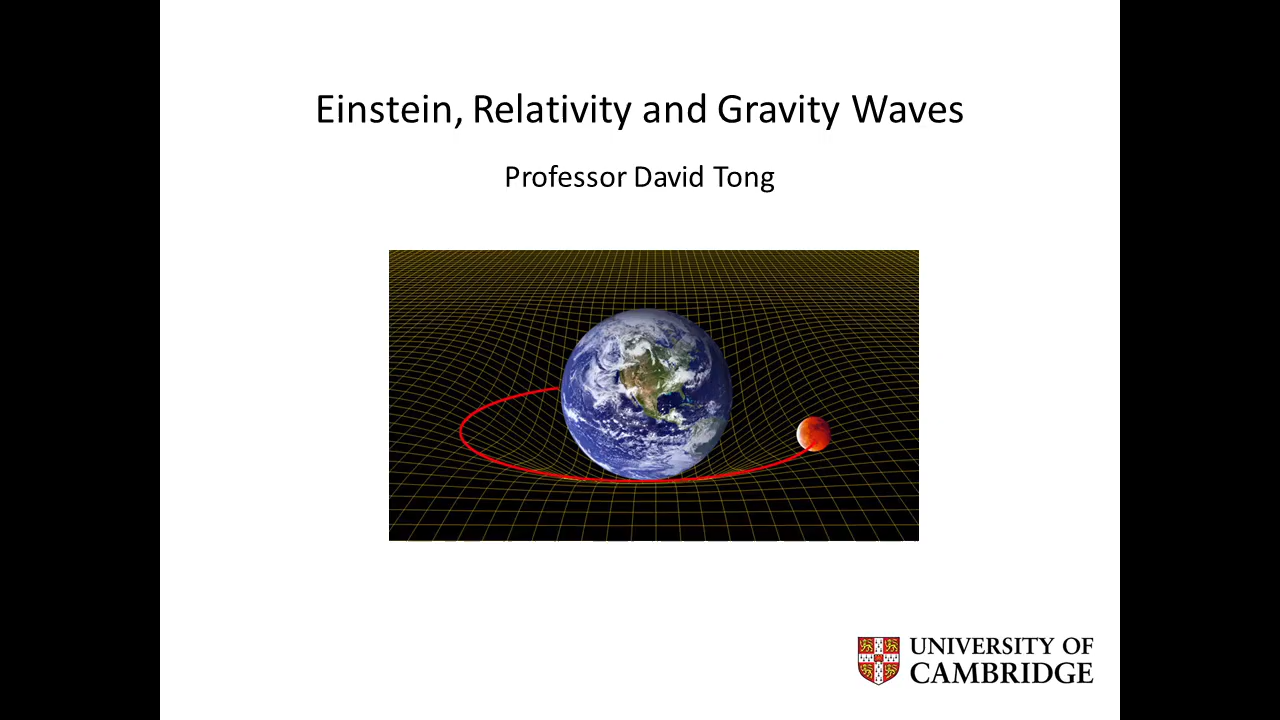 Einstein, Relativity and Gravity Waves
Professor David Tong
UNIVERSITY OF
CAMBRIDGE